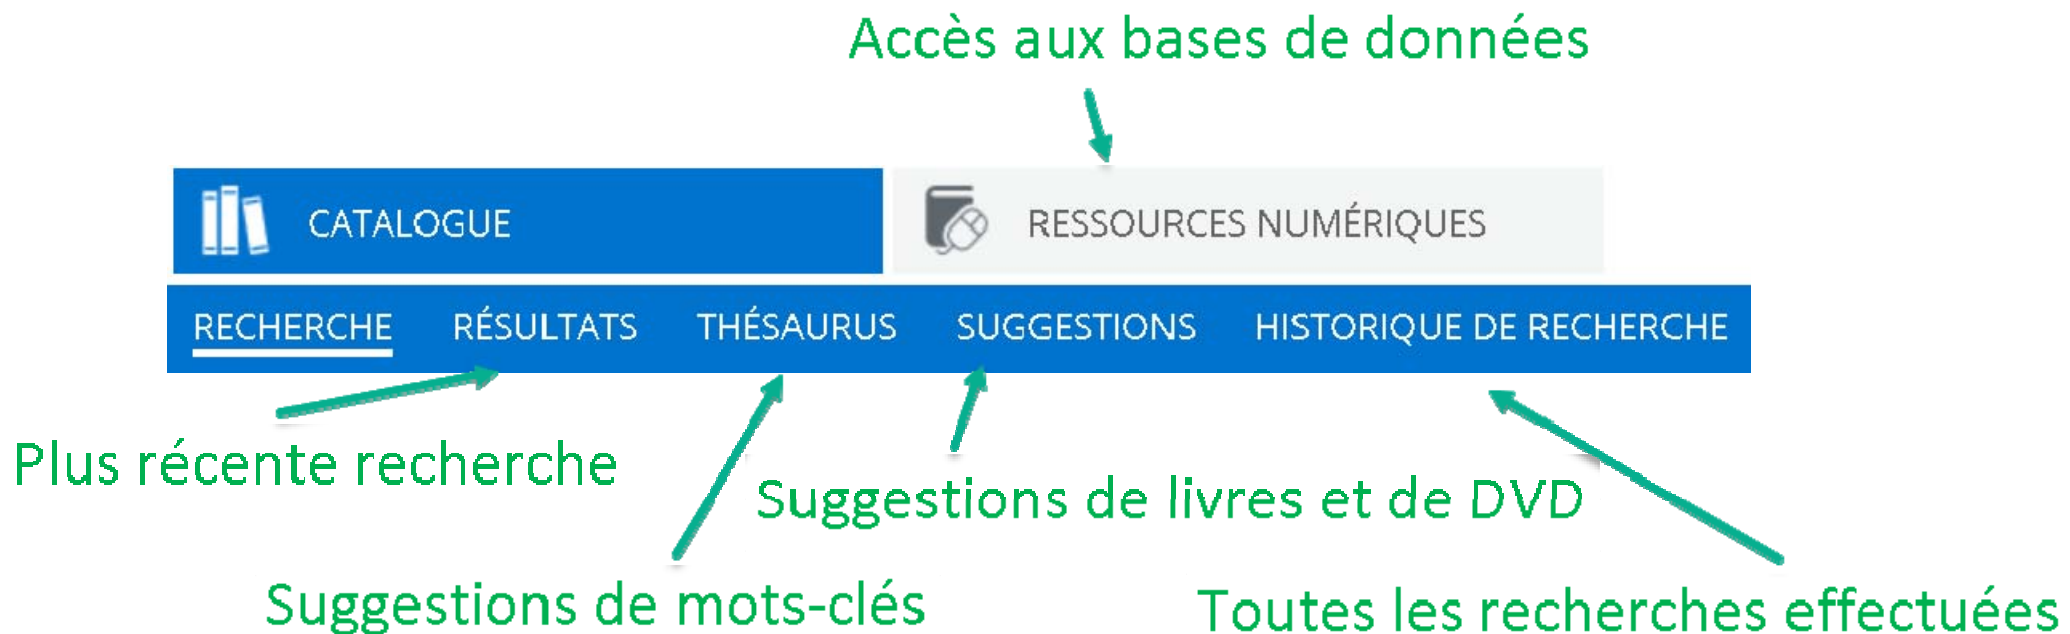 Accès aux bases de données
CATALOGUE
RESSOURCES NUMÉRIQUES
RECHERCHE RÉSULTATS THÉSAURUS SUGGESTIONS HISTORIQUE DE RECHERCHE
Plus récente recherche
Suggestions de livres et de DVD
Suggestions de mots-clés
Toutes les recherches effectuées